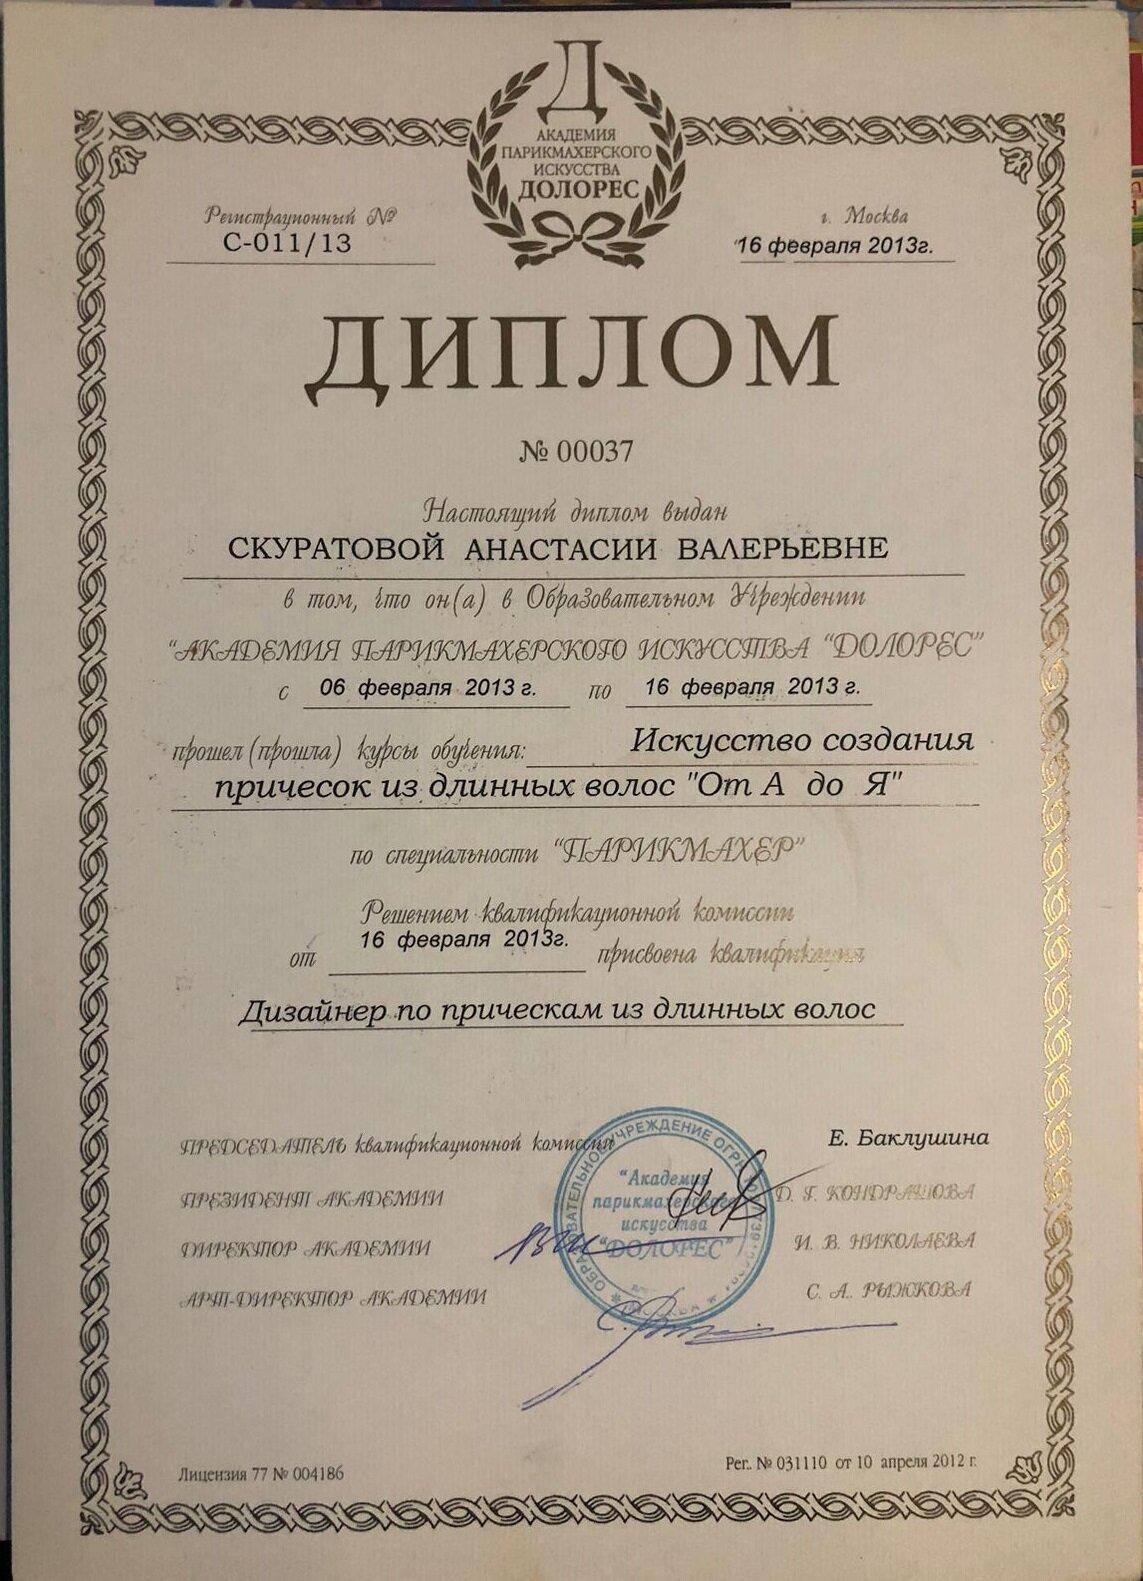 Д
АКАДЕМИЯ
ПАРИКМАХЕРСКОГО
ИСКУССТВА
ДОЛОРЕС
Регистрационный №
С-011/13
г. Москва
16 февраля 2013г.
ДИПЛОМ
№ 00037
Настоящий диплом выдан
СКУРАТОВОЙ АНАСТАСИИ ВАЛЕРЬЕВНЕ
в том, что он(а) в Образовательном Учреждении
"АКАДЕМИЯ ПАРИКМАХЕРСКОГО ИСКУССТВА "ДОЛОРЕС"
с 06 февраля 2013 г. по 16 февраля 2013 г.
прошел (прошла) курсы обучения: Искусство создания
причесок из длинных волос "От А до Я"
по специальности "ПАРИКМАХЕР"
Решением квалификационной комиссии
от 16 февраля 2013г. присвоена квалификация
Дизайнер по прическам из длинных волос
ПРЕДСЕДАТЕЛЬ квалификационной комиссии Е. Баклушина
ПРЕЗИДЕНТ АКАДЕМИИ Д. Г. КОНДРАШОВА
ДИРЕКТОР АКАДЕМИИ И. В. НИКОЛАЕВА
АРТ-ДИРЕКТОР АКАДЕМИИ С. А. РЫЖКОВА
ОБРАЗОВАТЕЛЬНОЕ УЧРЕЖДЕНИЕ ОГРН
"Академия
парикмахерского
искусства
"ДОЛОРЕС"
Лицензия 77 № 004186
Рег. № 031110 от 10 апреля 2012 г.